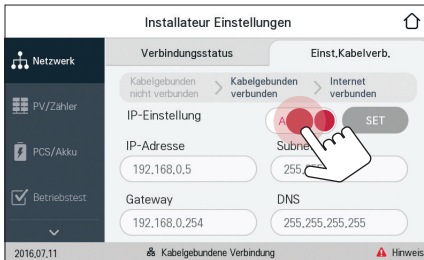 Installateur Einstellungen
Netzwerk
PV/Zähler
PCS/Akku
Betriebstest
Verbindungsstatus
Einst.Kabelverb.
Kabelgebunden
nicht verbunden
Kabelgebunden
verbunden
Internet
verbunden
IP-Einstellung
SET
IP-Adresse
192.168.0.5
255.
Gateway
DNS
192.168.0.254
255.255.255.255
2016.07.11
Kabelgebundene Verbindung
Hinweis